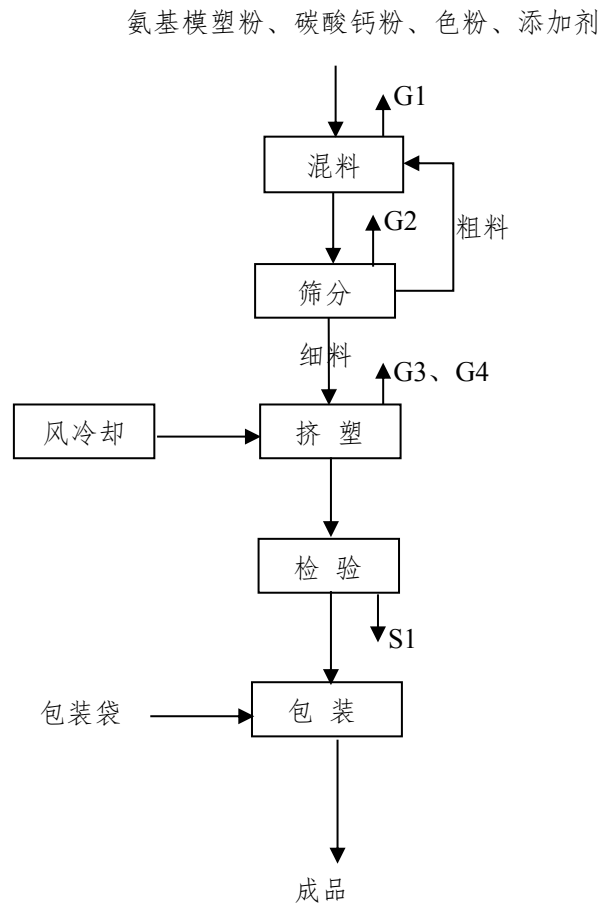 氨基模塑粉、碳酸钙粉、色粉、添加剂
G1
混料
G2
粗料
筛分
细料
G3、G4
风冷却
挤 塑
检 验
S1
包装袋
包 装
成品